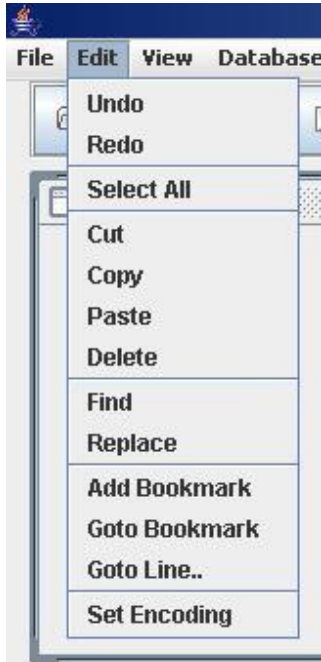 File Edit View Database
Undo
Redo
Select All
Cut
Copy
Paste
Delete
Find
Replace
Add Bookmark
Goto Bookmark
Goto Line..
Set Encoding